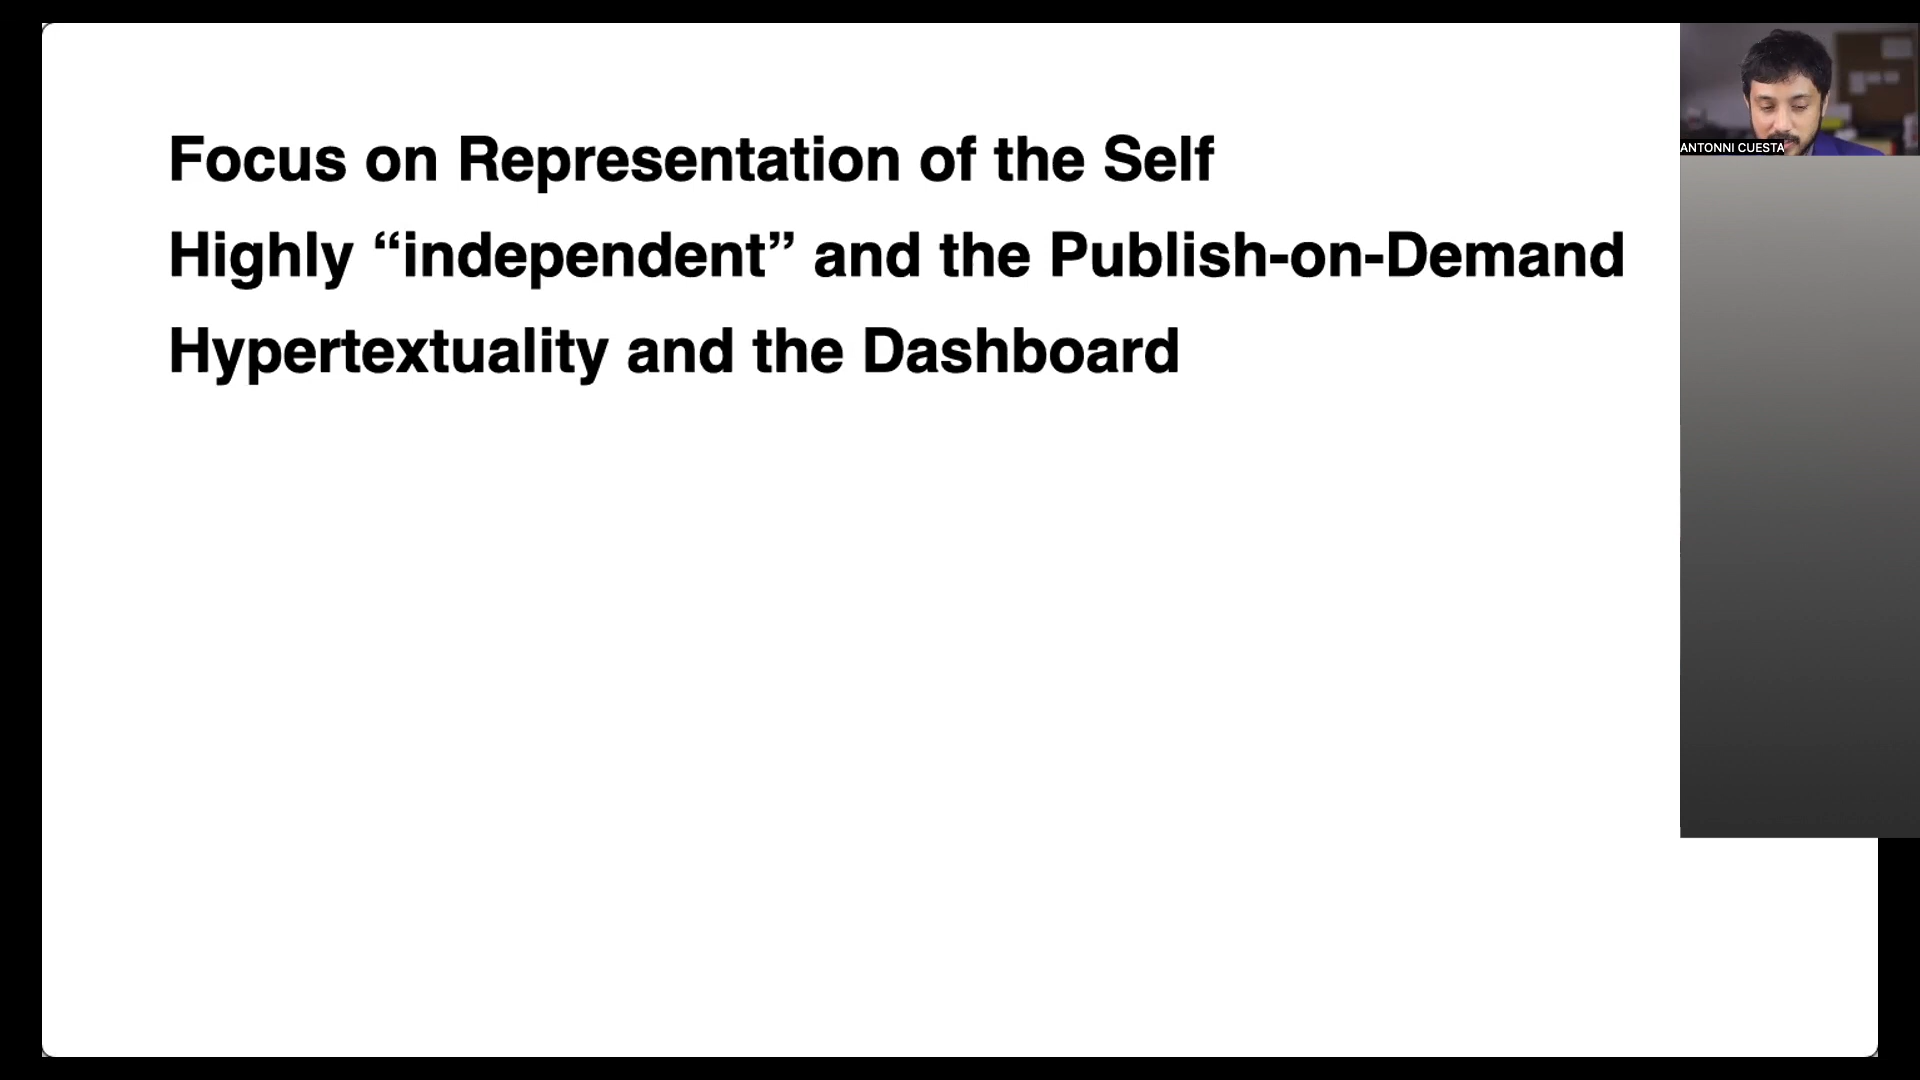 Focus on Representation of the Self
Highly “independent” and the Publish-on-Demand
Hypertextuality and the Dashboard
ANTONNI CUESTA